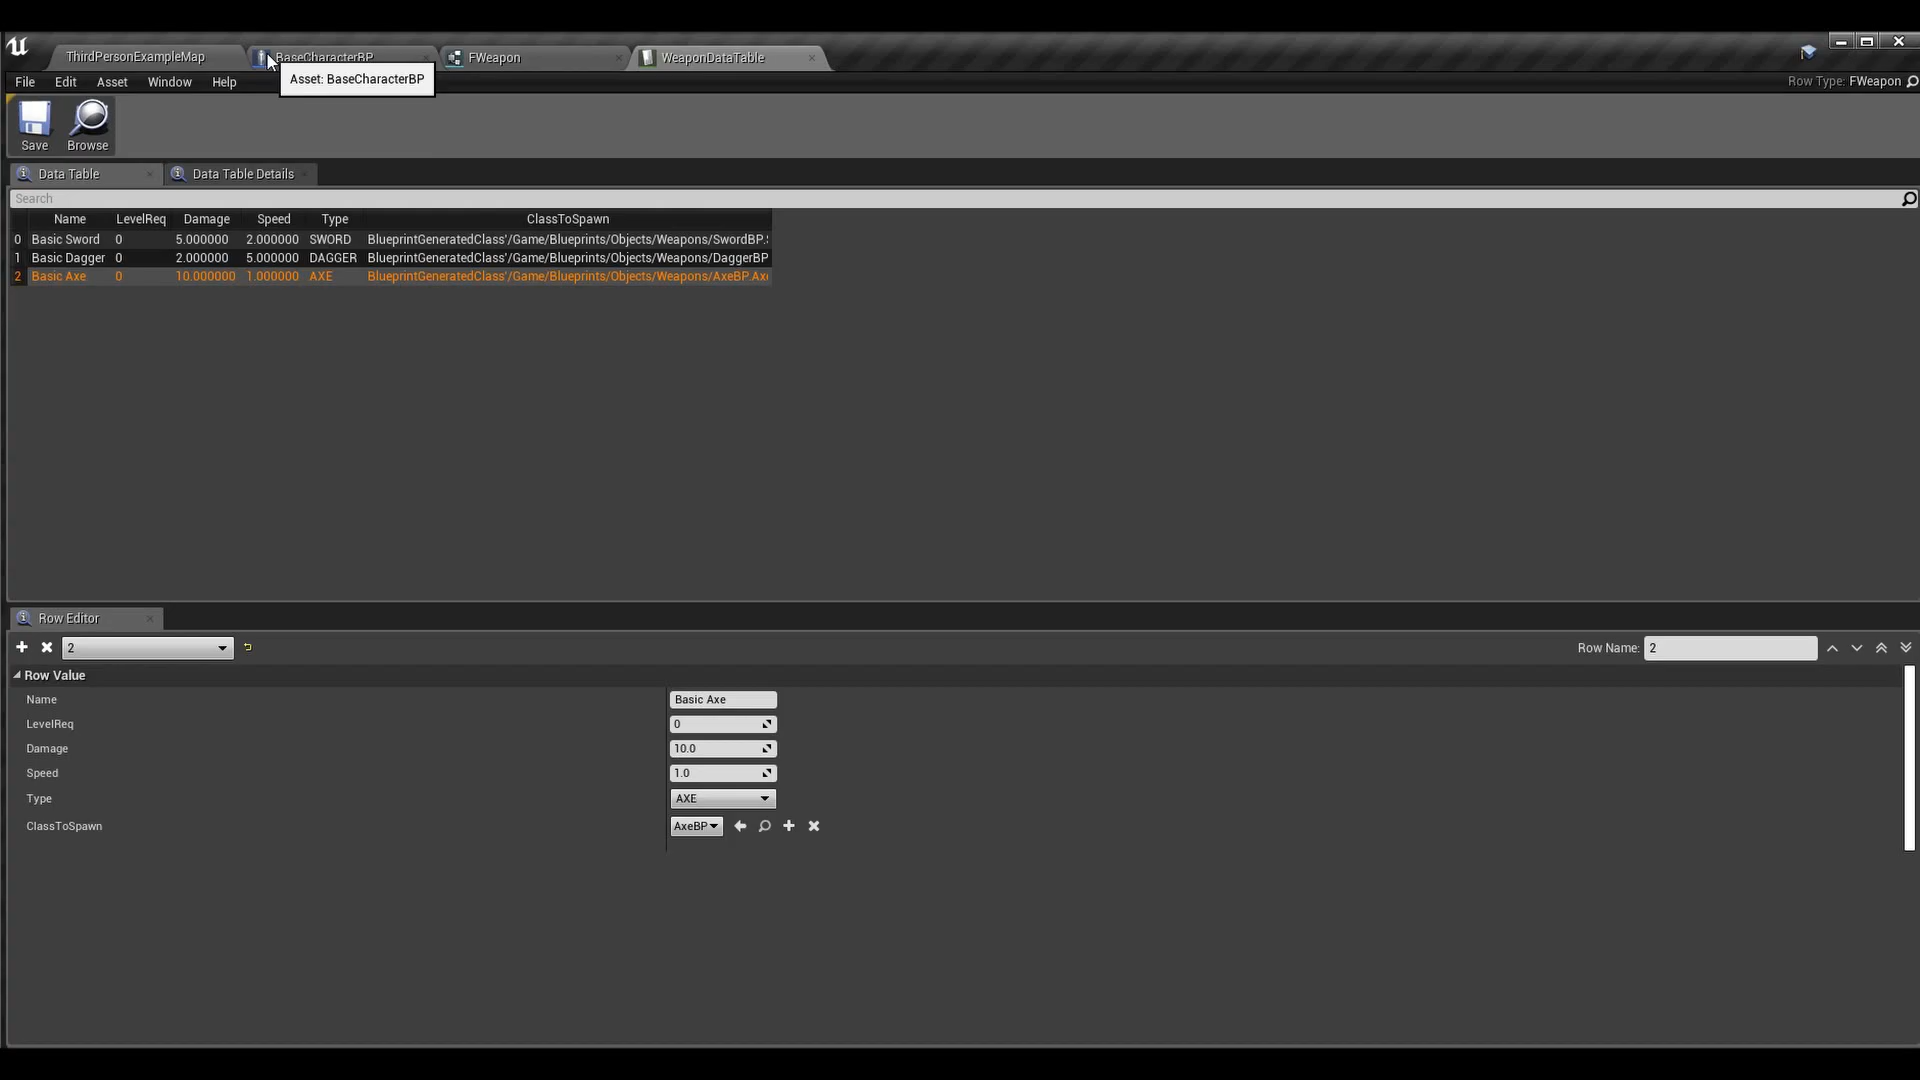 ThirdPersonExampleMap BaseCharacterBP FWeapon WeaponDataTable
Asset: BaseCharacterBP
File Edit Asset Window Help Row Type: FWeapon
Save Browse
Data Table Data Table Details
Search
Name LevelReq Damage Speed Type ClassToSpawn
0 Basic Sword 0 5.000000 2.000000 SWORD BlueprintGeneratedClass'/Game/Blueprints/Objects/Weapons/SwordBP.
1 Basic Dagger 0 2.000000 5.000000 DAGGER BlueprintGeneratedClass'/Game/Blueprints/Objects/Weapons/DaggerBP
2 Basic Axe 0 10.000000 1.000000 AXE BlueprintGeneratedClass'/Game/Blueprints/Objects/Weapons/AxeBP.Ax
Row Editor
2 Row Name: 2
Row Value
Name Basic Axe
LevelReq 0
Damage 10.0
Speed 1.0
Type AXE
ClassToSpawn AxeBP